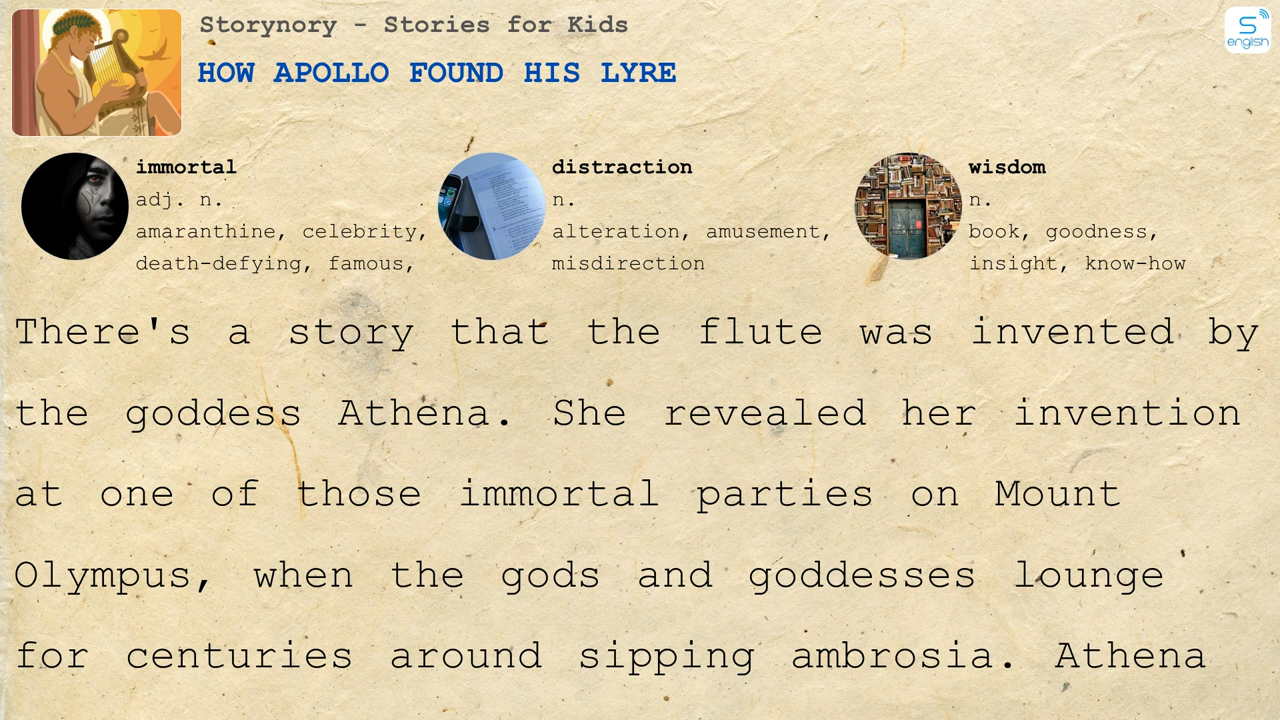 Storynory - Stories for Kids
HOW APOLLO FOUND HIS LYRE
S
english
immortal
adj. n.
amaranthine, celebrity,
death-defying, famous,
distraction
n.
alteration, amusement,
misdirection
wisdom
n.
book, goodness,
insight, know-how
There's a story that the flute was invented by
the goddess Athena. She revealed her invention
at one of those immortal parties on Mount
Olympus, when the gods and goddesses lounge
for centuries around sipping ambrosia. Athena